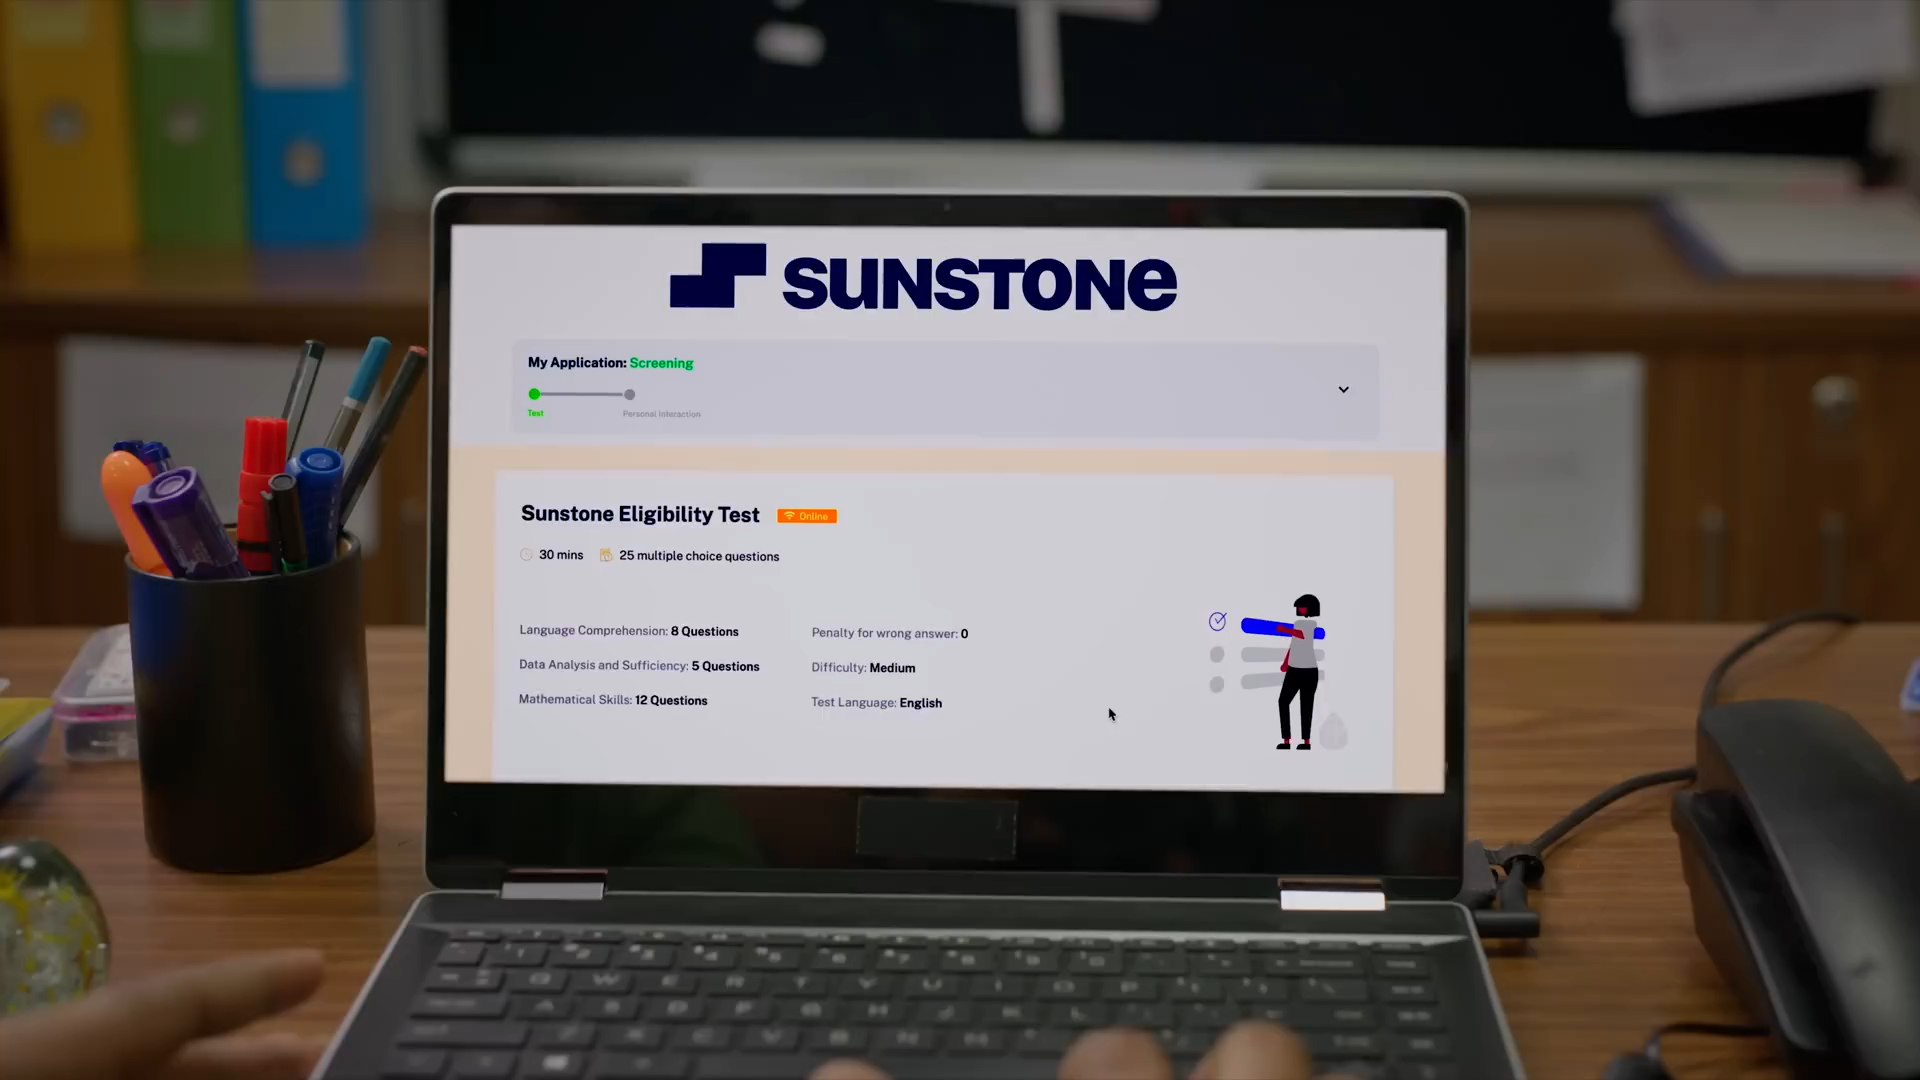 SUNSTONE
My Application: Screening
Test
Personal Interaction
Sunstone Eligibility Test
Online
30 mins
25 multiple choice questions
Language Comprehension: 8 Questions
Data Analysis and Sufficiency: 5 Questions
Mathematical Skills: 12 Questions
Penalty for wrong answer: 0
Difficulty: Medium
Test Language: English